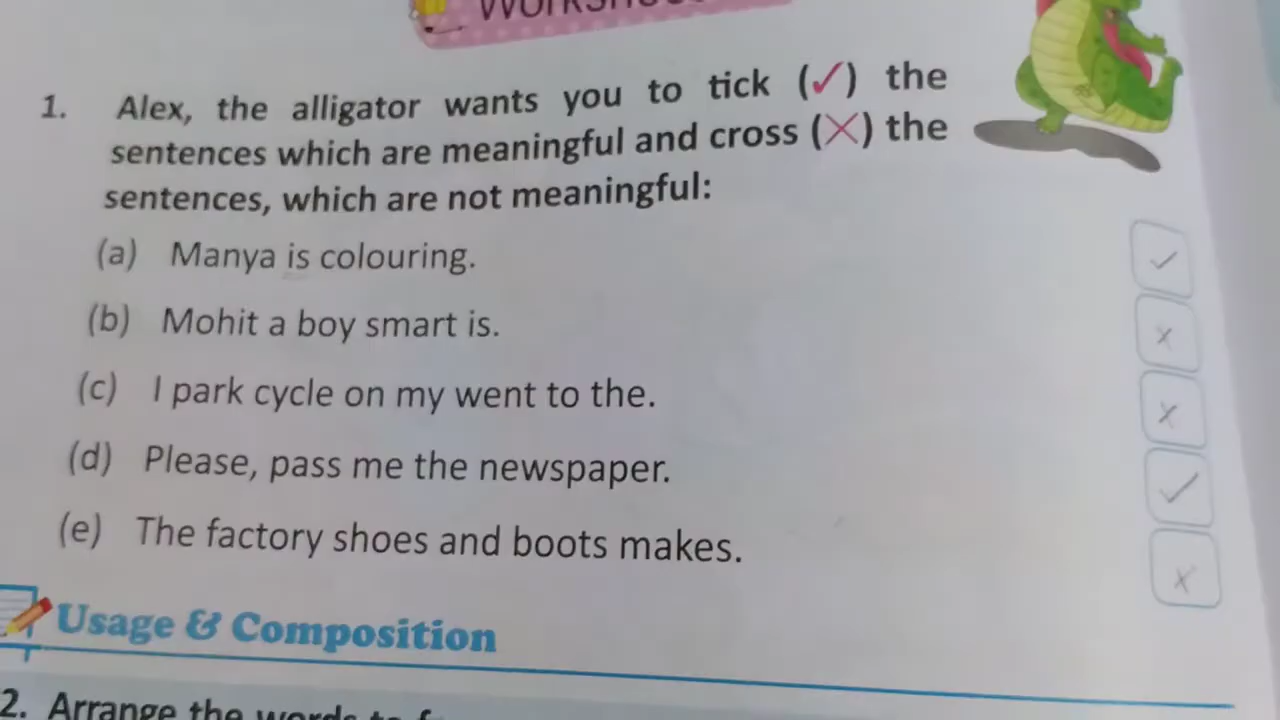 1. Alex, the alligator wants you to tick (✓) the
sentences which are meaningful and cross (✗) the
sentences, which are not meaningful:
(a) Manya is colouring. ✓
(b) Mohit a boy smart is. ✗
(c) I park cycle on my went to the. ✗
(d) Please, pass me the newspaper. ✓
(e) The factory shoes and boots makes. ✗
Usage & Composition
2. Arrange the words to